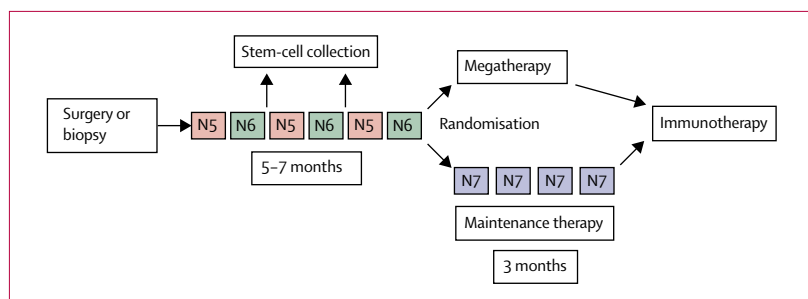 Stem-cell collection
Megatherapy
Surgery or
biopsy
N5 N6 N5 N6 N5 N6
Randomisation
Immunotherapy
5–7 months
N7 N7 N7 N7
Maintenance therapy
3 months